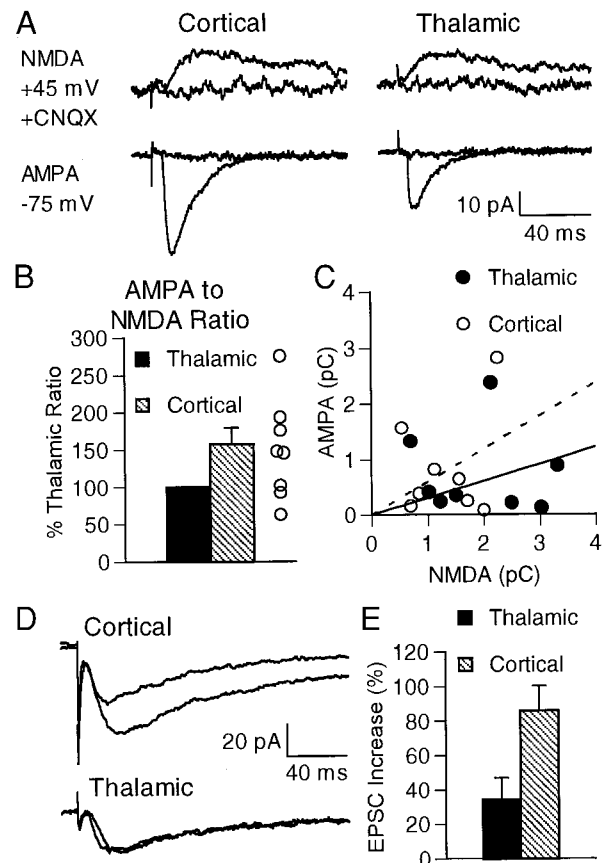 A
Cortical
Thalamic
NMDA
+45 mV
+CNQX
AMPA
-75 mV
10 pA
40 ms
B
AMPA to
NMDA Ratio
% Thalamic Ratio
300
250
200
150
100
50
0
Thalamic
Cortical
C
Thalamic
Cortical
AMPA (pC)
4
3
2
1
0
0 1 2 3 4
NMDA (pC)
D
Cortical
20 pA
40 ms
Thalamic
E
Thalamic
Cortical
EPSC Increase (%)
120
100
80
60
40
20
0